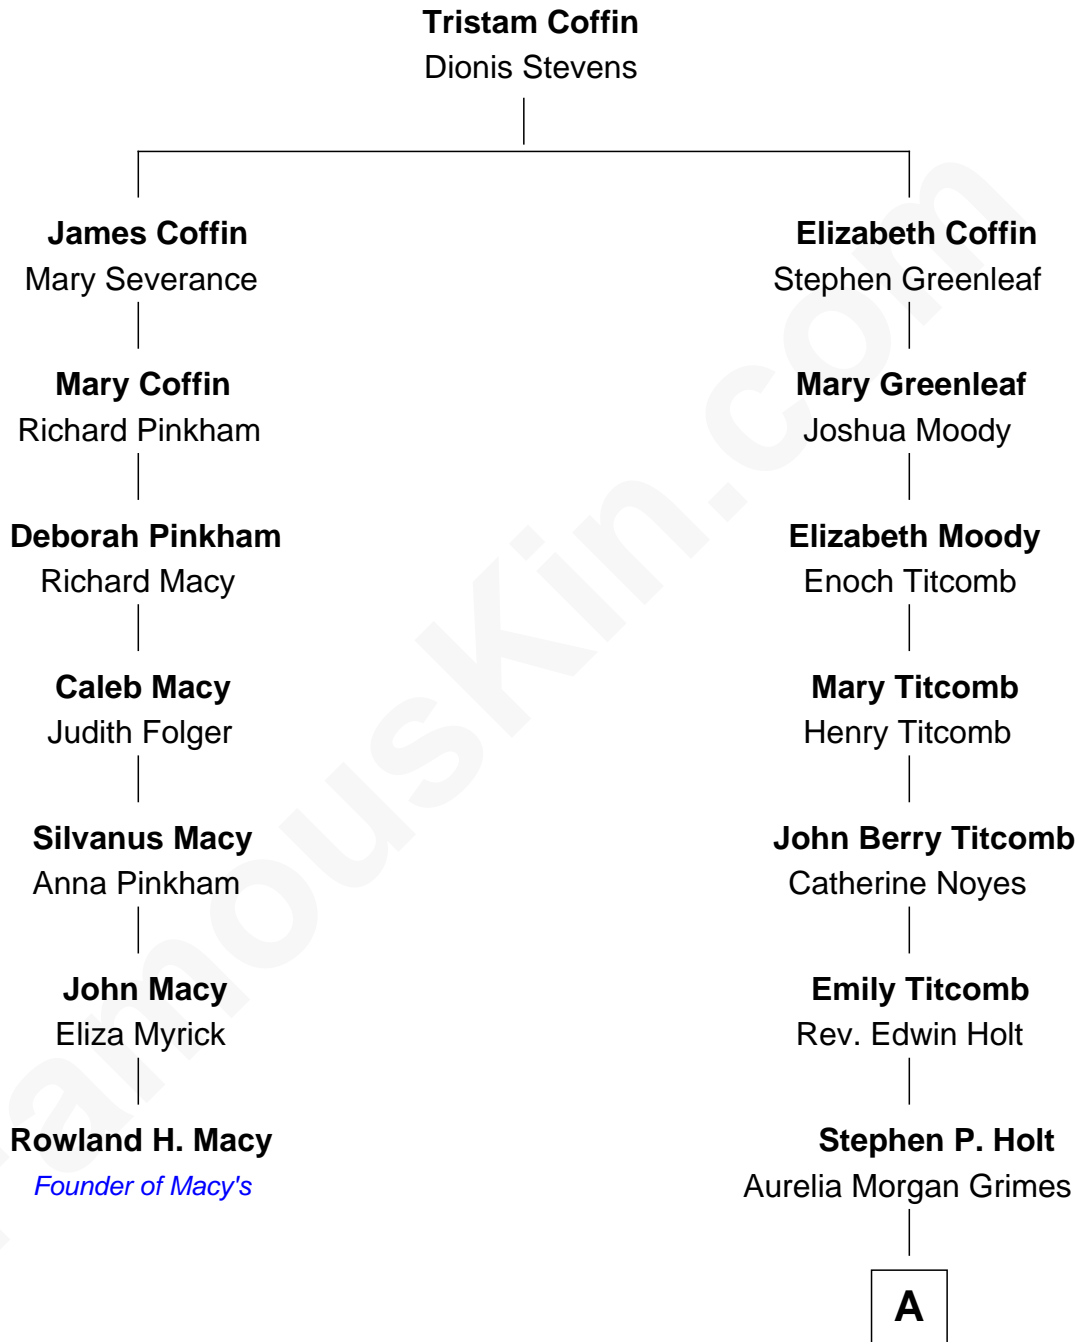 Tristam Coffin
Dionis Stevens
James Coffin
Mary Severance
Elizabeth Coffin
Stephen Greenleaf
Mary Coffin
Richard Pinkham
Mary Greenleaf
Joshua Moody
Deborah Pinkham
Richard Macy
Elizabeth Moody
Enoch Titcomb
Caleb Macy
Judith Folger
Mary Titcomb
Henry Titcomb
Silvanus Macy
Anna Pinkham
John Berry Titcomb
Catherine Noyes
John Macy
Eliza Myrick
Emily Titcomb
Rev. Edwin Holt
Rowland H. Macy
Founder of Macy's
Stephen P. Holt
Aurelia Morgan Grimes
A
FamousKin.com